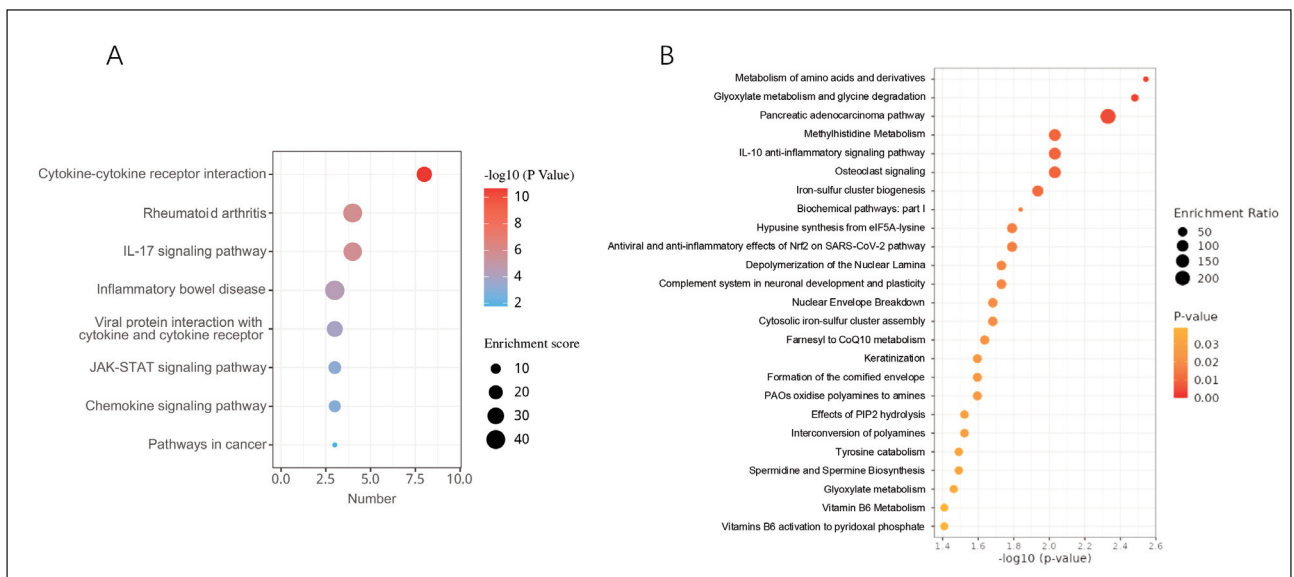 A
Cytokine-cytokine receptor interaction
Rheumatoid arthritis
IL-17 signaling pathway
Inflammatory bowel disease
Viral protein interaction with
cytokine and cytokine receptor
JAK-STAT signaling pathway
Chemokine signaling pathway
Pathways in cancer
0.0 2.5 5.0 7.5 10.0
Number
-log10 (P Value)
10
8
6
4
2
Enrichment score
10
20
30
40
B
Metabolism of amino acids and derivatives
Glyoxylate metabolism and glycine degradation
Pancreatic adenocarcinoma pathway
Methylhistidine Metabolism
IL-10 anti-inflammatory signaling pathway
Osteoclast signaling
Iron-sulfur cluster biogenesis
Biochemical pathways: part I
Hypusine synthesis from eIF5A-lysine
Antiviral and anti-inflammatory effects of Nrf2 on SARS-CoV-2 pathway
Depolymerization of the Nuclear Lamina
Complement system in neuronal development and plasticity
Nuclear Envelope Breakdown
Cytosolic iron-sulfur cluster assembly
Farnesyl to CoQ10 metabolism
Keratinization
Formation of the cornified envelope
PAOs oxidise polyamines to amines
Effects of PIP2 hydrolysis
Interconversion of polyamines
Tyrosine catabolism
Spermidine and Spermine Biosynthesis
Glyoxylate metabolism
Vitamin B6 Metabolism
Vitamins B6 activation to pyridoxal phosphate
1.4 1.6 1.8 2.0 2.2 2.4 2.6
-log10 (p-value)
Enrichment Ratio
50
100
150
200
P-value
0.03
0.02
0.01
0.00